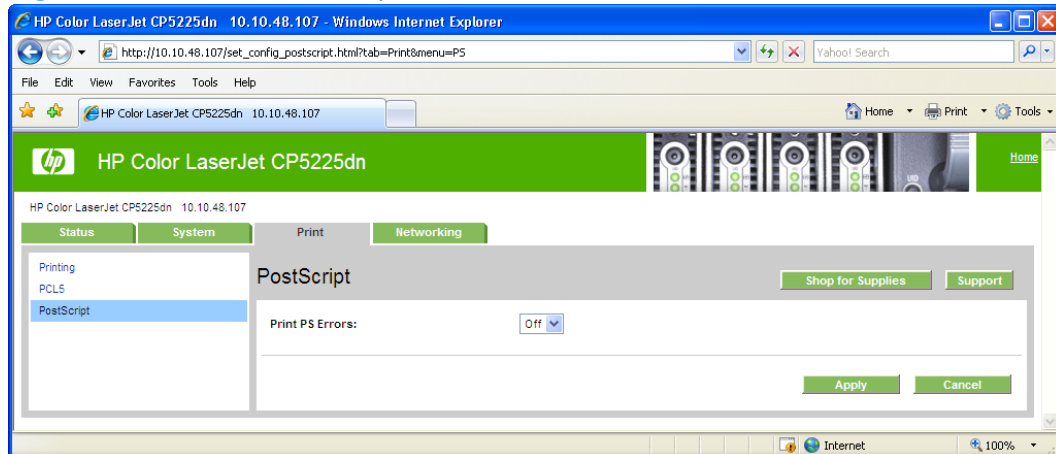 HP Color LaserJet CP5225dn 10.10.48.107 - Windows Internet Explorer
http://10.10.48.107/set_config_postscript.html?tab=Print&menu=PS
Yahoo! Search
File Edit View Favorites Tools Help
HP Color LaserJet CP5225dn 10.10.48.107
Home Print Tools
hp HP Color LaserJet CP5225dn
Home
HP Color LaserJet CP5225dn 10.10.48.107
Status System Print Networking
Printing
PCL5
PostScript
PostScript
Shop for Supplies Support
Print PS Errors: Off
Apply Cancel
Internet 100%